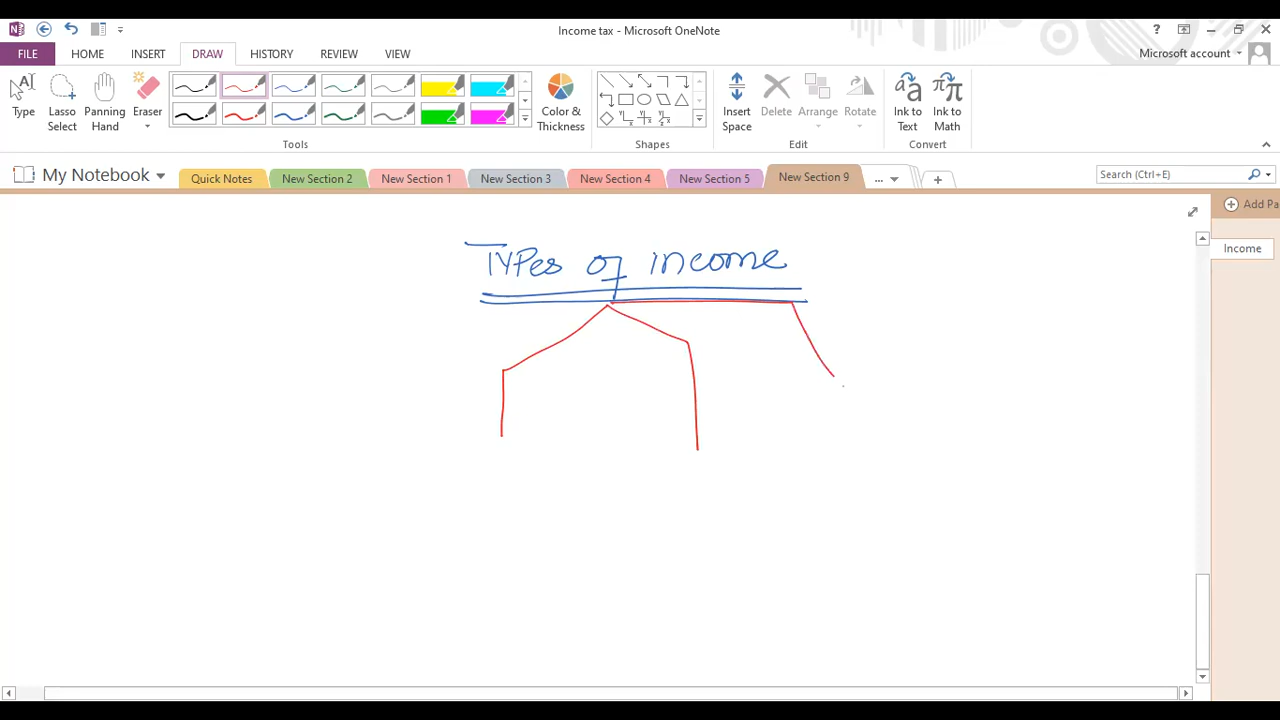 Income tax - Microsoft OneNote
?
FILE HOME INSERT DRAW HISTORY REVIEW VIEW
Microsoft account
Type
Lasso Select
Panning Hand
Eraser
Color & Thickness
Insert Space
Delete
Arrange
Rotate
Ink to Text
Ink to Math
Tools Shapes Edit Convert
My Notebook Quick Notes New Section 2 New Section 1 New Section 3 New Section 4 New Section 5 New Section 9 ... +
Search (Ctrl+E)
Add Pa
Types of income
Income